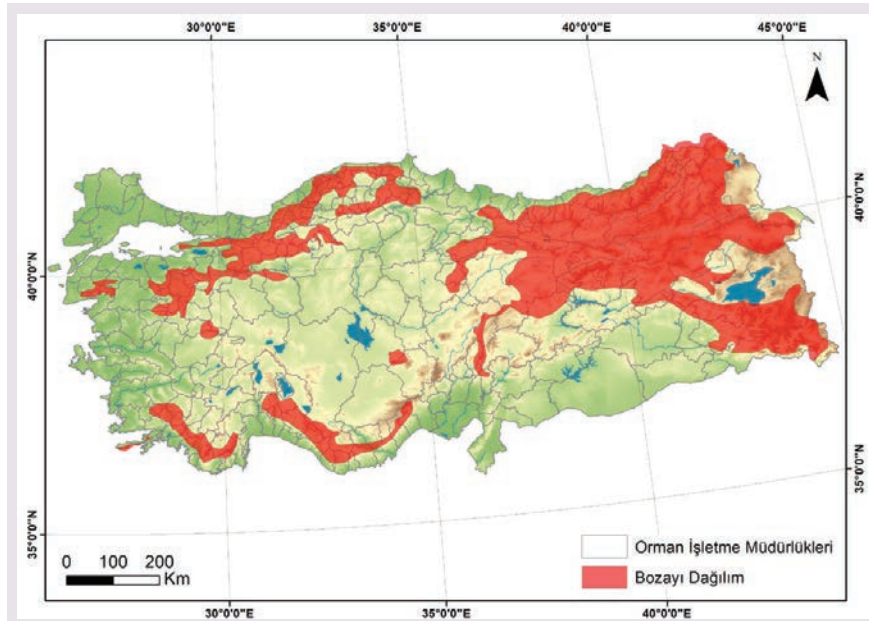 30°0'0"E 35°0'0"E 40°0'0"E 45°0'0"E
N
40°0'0"N
40°0'0"N
35°0'0"N
35°0'0"N
0 100 200
Km
Orman İşletme Müdürlükleri
Bozayı Dağılım
30°0'0"E 35°0'0"E 40°0'0"E